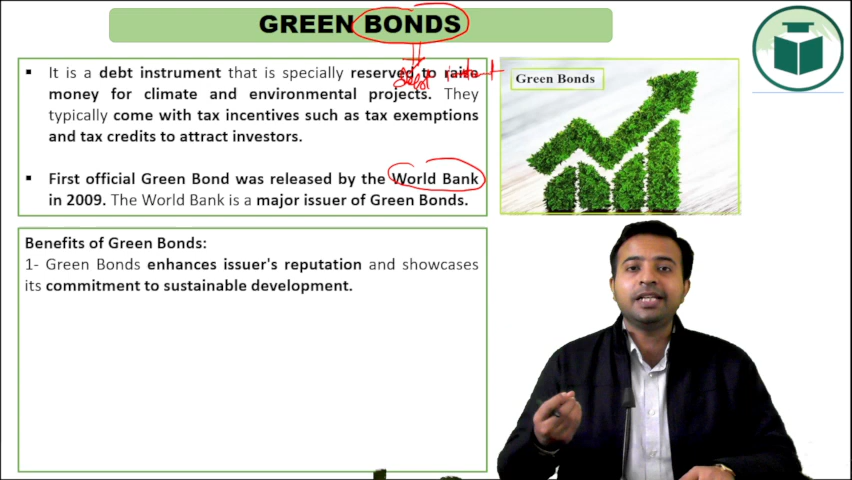 GREEN BONDS
▪ It is a debt instrument that is specially reserved to raise
money for climate and environmental projects. They
typically come with tax incentives such as tax exemptions
and tax credits to attract investors.
▪ First official Green Bond was released by the World Bank
in 2009. The World Bank is a major issuer of Green Bonds.
Green Bonds
Benefits of Green Bonds:
1- Green Bonds enhances issuer's reputation and showcases
its commitment to sustainable development.